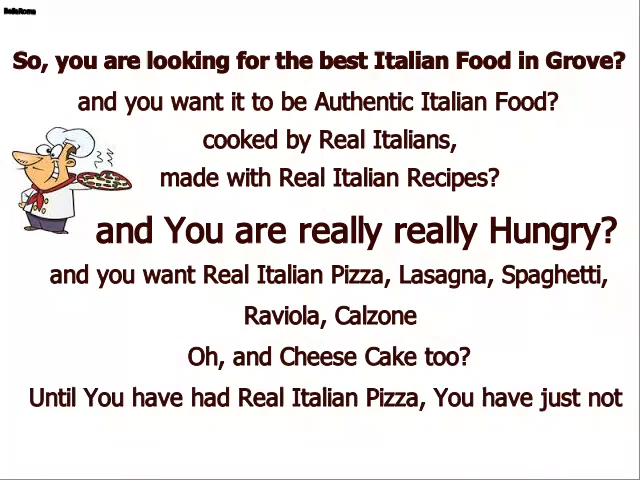 BellaRoma
So, you are looking for the best Italian Food in Grove?
and you want it to be Authentic Italian Food?
cooked by Real Italians,
made with Real Italian Recipes?
and You are really really Hungry?
and you want Real Italian Pizza, Lasagna, Spaghetti,
Raviola, Calzone
Oh, and Cheese Cake too?
Until You have had Real Italian Pizza, You have just not